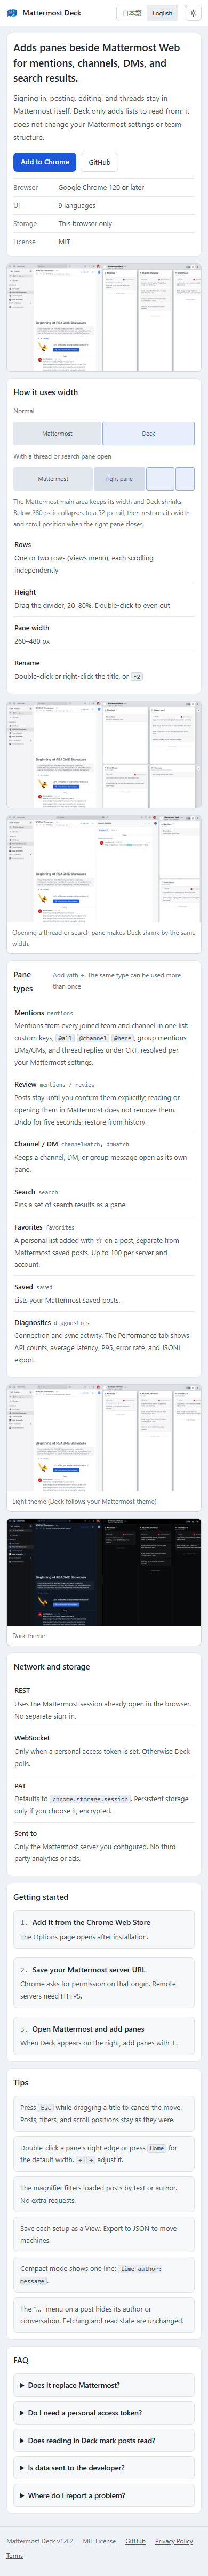 Mattermost Deck
日本語
English
Adds panes beside Mattermost Web
for mentions, channels, DMs, and
search results.
Signing in, posting, editing, and threads stay in
Mattermost itself. Deck only adds lists to read from; it
does not change your Mattermost settings or team
structure.
Add to Chrome
GitHub
Browser Google Chrome 120 or later
UI 9 languages
Storage This browser only
License MIT
How it uses width
Normal
Mattermost
Deck
With a thread or search pane open
Mattermost
right pane
The Mattermost main area keeps its width and Deck shrinks.
Below 280 px it collapses to a 52 px rail, then restores its width
and scroll position when the right pane closes.
Rows
One or two rows (Views menu), each scrolling
independently
Height
Drag the divider, 20–80%. Double-click to even out
Pane width
260–480 px
Rename
Double-click or right-click the title, or F2
Opening a thread or search pane makes Deck shrink by the same
width.
Pane
types
Add with +. The same type can be used more
than once
Mentions mentions
Mentions from every joined team and channel in one list:
custom keys, @all @channel @here, group mentions,
DMs/GMs, and thread replies under CRT, resolved per
your Mattermost settings.
Review mentions / review
Posts stay until you confirm them explicitly; reading or
opening them in Mattermost does not remove them.
Undo for five seconds; restore from history.
Channel / DM channelWatch, dmWatch
Keeps a channel, DM, or group message open as its own
pane.
Search search
Pins a set of search results as a pane.
Favorites favorites
A personal list added with ☆ on a post, separate from
Mattermost saved posts. Up to 100 per server and
account.
Saved saved
Lists your Mattermost saved posts.
Diagnostics diagnostics
Connection and sync activity. The Performance tab shows
API counts, average latency, P95, error rate, and JSONL
export.
Light theme (Deck follows your Mattermost theme)
Dark theme
Network and storage
REST
Uses the Mattermost session already open in the browser.
No separate sign-in.
WebSocket
Only when a personal access token is set. Otherwise Deck
polls.
PAT
Defaults to chrome.storage.session. Persistent storage
only if you choose it, encrypted.
Sent to
Only the Mattermost server you configured. No third-
party analytics or ads.
Getting started
1. Add it from the Chrome Web Store
The Options page opens after installation.
2. Save your Mattermost server URL
Chrome asks for permission on that origin. Remote
servers need HTTPS.
3. Open Mattermost and add panes
When Deck appears on the right, add panes with +.
Tips
Press Esc while dragging a title to cancel the move.
Posts, filters, and scroll positions stay as they were.
Double-click a pane's right edge or press Home for
the default width. ← → adjust it.
The magnifier filters loaded posts by text or author.
No extra requests.
Save each setup as a View. Export to JSON to move
machines.
Compact mode shows one line: time author:
message.
The "…" menu on a post hides its author or
conversation. Fetching and read state are unchanged.
FAQ
Does it replace Mattermost?
Do I need a personal access token?
Does reading in Deck mark posts read?
Is data sent to the developer?
Where do I report a problem?
Mattermost Deck v1.4.2 MIT License GitHub Privacy Policy
Terms